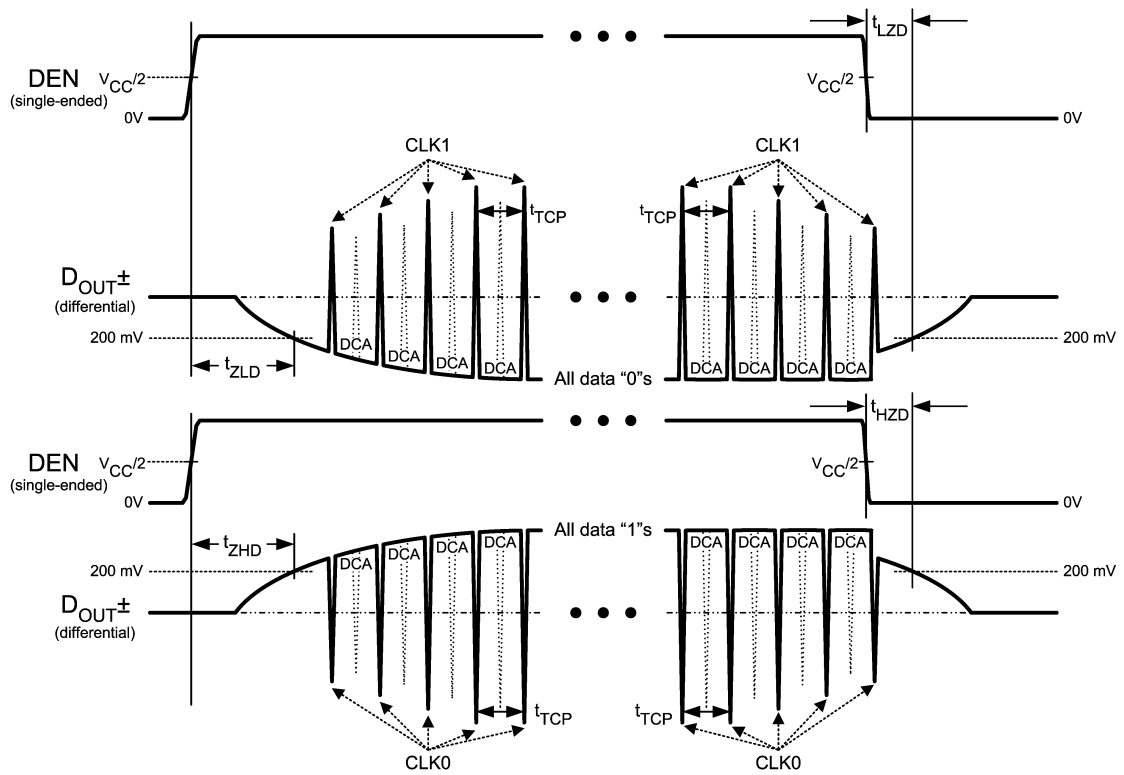 tLZD
DEN
(single-ended)
VCC/2
0V
VCC/2
0V
CLK1
CLK1
tTCP
tTCP
DOUT±
(differential)
200 mV
200 mV
DCA
DCA
DCA
DCA
DCA
DCA
DCA
DCA
tZLD
All data “0”s
tHZD
DEN
(single-ended)
VCC/2
0V
VCC/2
0V
All data “1”s
tZHD
DCA
DCA
DCA
DCA
DCA
DCA
DCA
DCA
200 mV
200 mV
DOUT±
(differential)
tTCP
tTCP
CLK0
CLK0